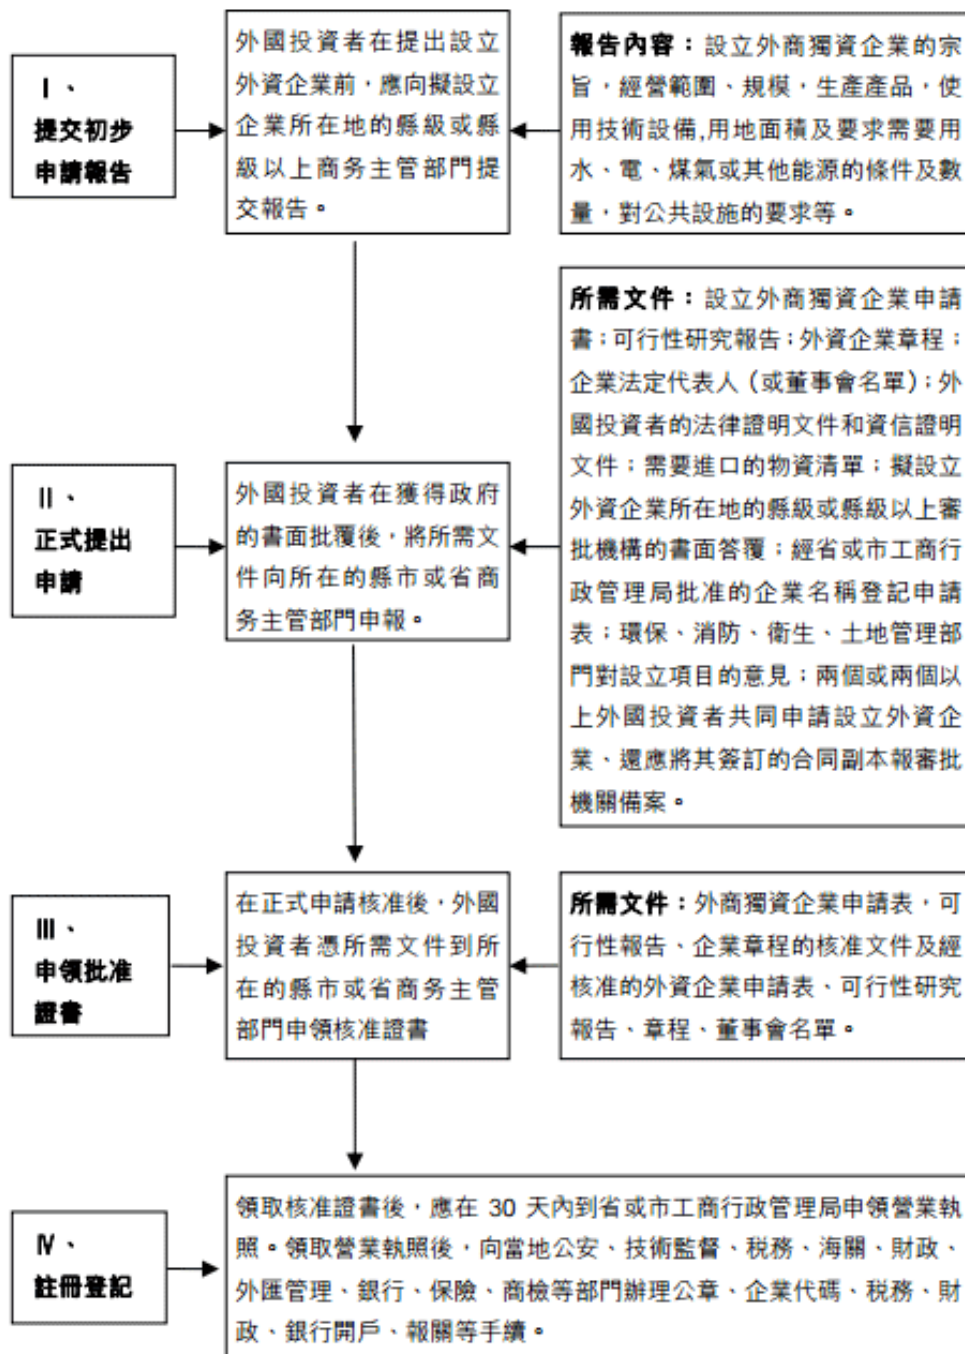 I、
提交初步
申請報告
外國投資者在提出設立
外資企業前，應向擬設立
企業所在地的縣級或縣
級以上商务主管部門提
交報告。
報告內容：設立外商獨資企業的宗
旨，經營範圍、規模，生產產品，使
用技術設備,用地面積及要求需要用
水、電、煤氣或其他能源的條件及數
量，對公共設施的要求等。
II、
正式提出
申請
外國投資者在獲得政府
的書面批覆後，將所需文
件向所在的縣市或省商
务主管部門申報。
所需文件：設立外商獨資企業申請
書；可行性研究報告；外資企業章程；
企業法定代表人（或董事會名單）；外
國投資者的法律證明文件和資信證明
文件；需要進口的物資清單；擬設立
外資企業所在地的縣級或縣級以上審
批機構的書面答覆；經省或市工商行
政管理局批准的企業名稱登記申請
表；環保、消防、衛生、土地管理部
門對設立項目的意見；兩個或兩個以
上外國投資者共同申請設立外資企
業、還應將其簽訂的合同副本報審批
機關備案。
III、
申領批准
證書
在正式申請核准後，外國
投資者憑所需文件到所
在的縣市或省商务主管
部門申領核准證書
所需文件：外商獨資企業申請表，可
行性報告、企業章程的核准文件及經
核准的外資企業申請表、可行性研究
報告、章程、董事會名單。
IV、
註冊登記
領取核准證書後，應在 30 天內到省或市工商行政管理局申領營業執
照。領取營業執照後，向當地公安、技術監督、税務、海關、財政、
外匯管理、銀行、保險、商檢等部門辦理公章、企業代碼、税務、財
政、銀行開戶、報關等手續。